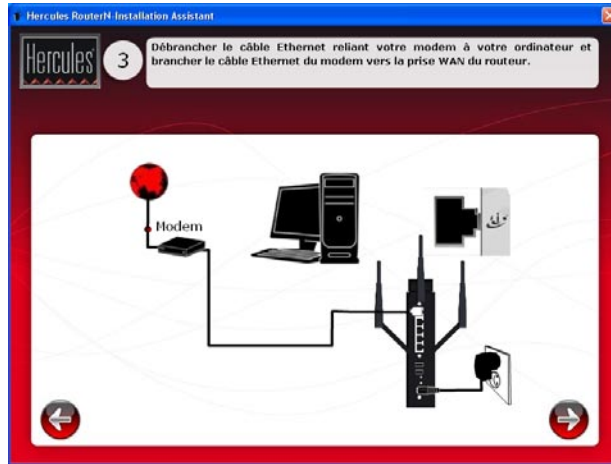 Hercules RouterN-Installation Assistant
Hercules
3
Débrancher le câble Ethernet reliant votre modem à votre ordinateur et
brancher le câble Ethernet du modem vers la prise WAN du routeur.
Modem